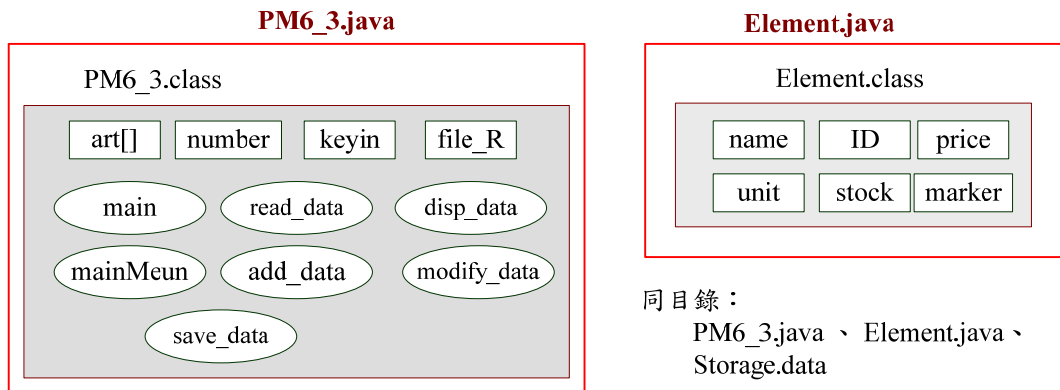 PM6_3.java
PM6_3.class
art[] number keyin file_R
main read_data disp_data
mainMeun add_data modify_data
save_data
Element.java
Element.class
name ID price
unit stock marker
同目錄：
PM6_3.java 、 Element.java、
Storage.data